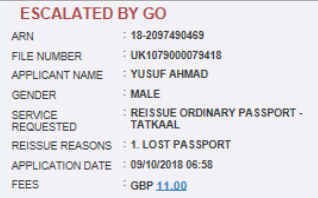 ESCALATED BY GO
ARN : 18-2097490469
FILE NUMBER : UK1079000079418
APPLICANT NAME : YUSUF AHMAD
GENDER : MALE
SERVICE REQUESTED : REISSUE ORDINARY PASSPORT -
TATKAAL
REISSUE REASONS : 1. LOST PASSPORT
APPLICATION DATE : 09/10/2018 06:58
FEES : GBP 11.00